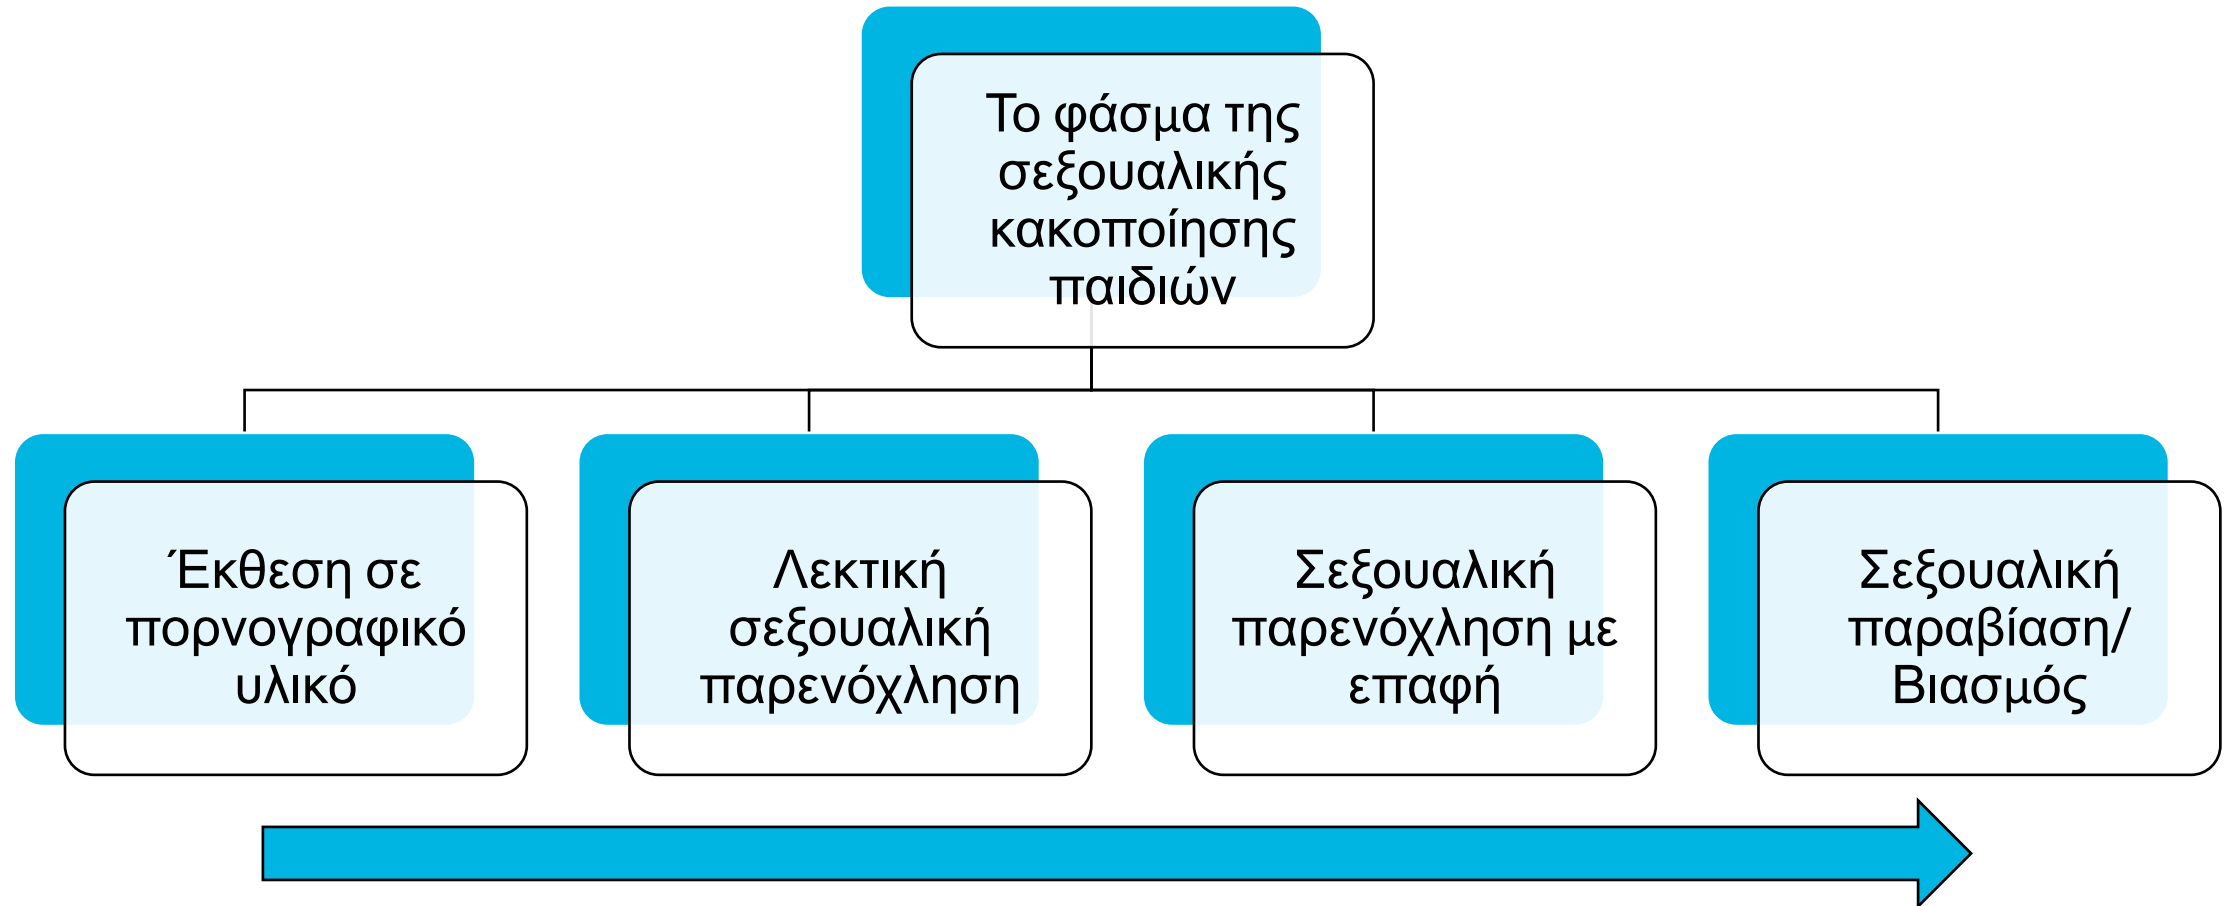 Το φάσμα της
σεξουαλικής
κακοποίησης
παιδιών
Έκθεση σε
πορνογραφικό
υλικό
Λεκτική
σεξουαλική
παρενόχληση
Σεξουαλική
παρενόχληση με
επαφή
Σεξουαλική
παραβίαση/
Βιασμός